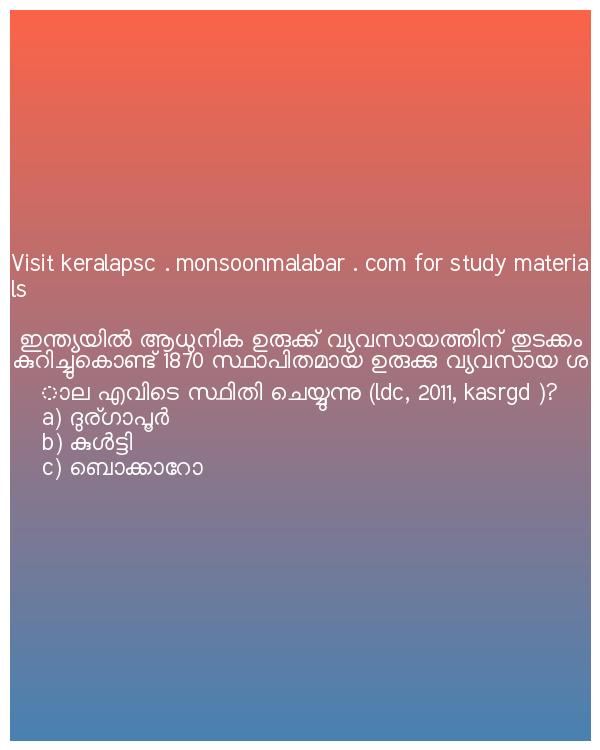 Visit keralapsc . monsoonmalabar . com for study materia
ls
ഇന്ത്യയിൽ ആധുനിക ഉരുക്ക് വ്യവസായത്തിന് തുടക്കം
കുറിച്ചുകൊണ്ട് 1870 സ്ഥാപിതമായ ഉരുക്കു വ്യവസായ ശ
ാല എവിടെ സ്ഥിതി ചെയ്യുന്നു (ldc, 2011, kasrgd )?
a) ദുര്ഗാപൂർ
b) കുൾട്ടി
c) ബൊക്കാറോ